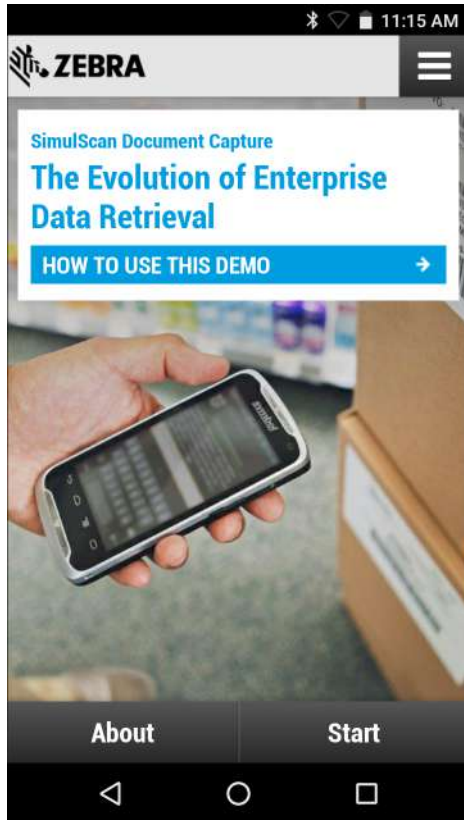 11:15 AM
ZEBRA
SimulScan Document Capture
The Evolution of Enterprise
Data Retrieval
HOW TO USE THIS DEMO
About
Start